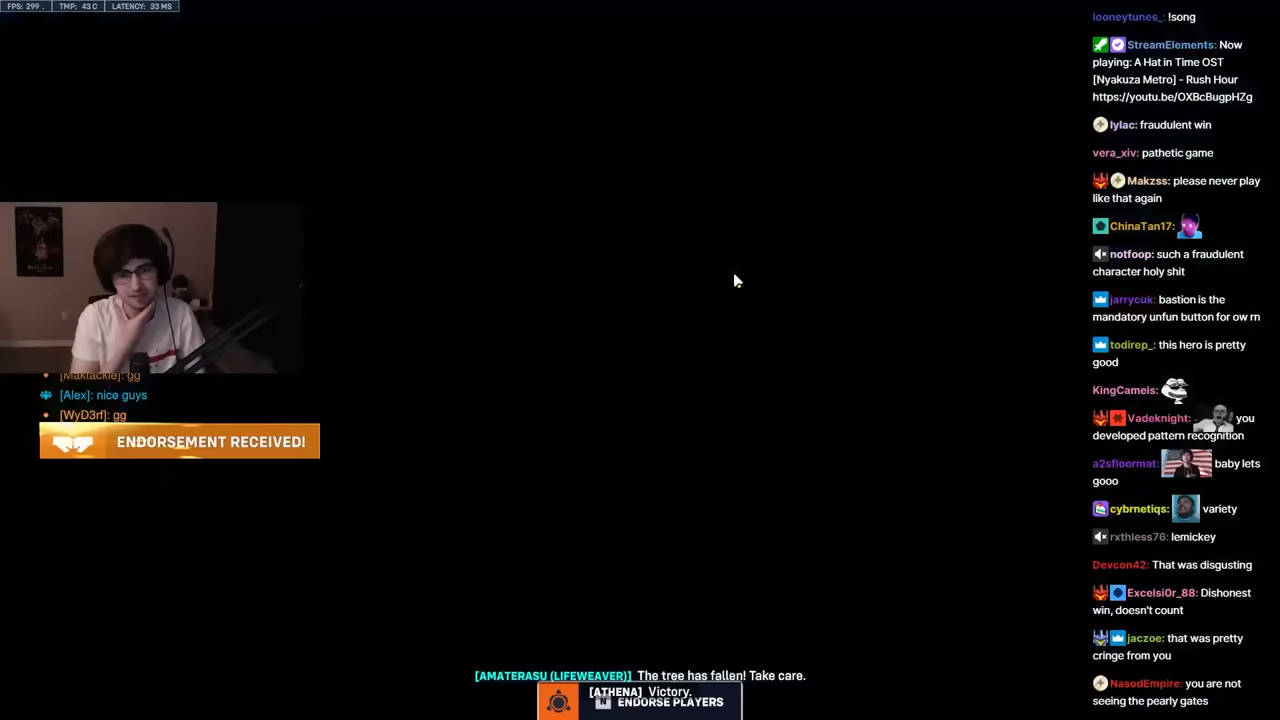 FPS: 299 . TMP: 43 C LATENCY: 33 MS
looneytunes_: !song
StreamElements: Now
playing: A Hat in Time OST
[Nyakuza Metro] - Rush Hour
https://youtu.be/OXBcBugpHZg
lylac: fraudulent win
vera_xiv: pathetic game
Makzss: please never play
like that again
ChinaTan17:
notfoop: such a fraudulent
character holy shit
jarrycuk: bastion is the
mandatory unfun button for ow rn
todirep_: this hero is pretty
good
KingCamels:
Vadeknight: you
developed pattern recognition
a2sfloormat: baby lets
gooo
cybrnetiqs: variety
rxthless76: lemickey
Devcon42: That was disgusting
Excelsi0r_88: Dishonest
win, doesn't count
jaczoe: that was pretty
cringe from you
NasodEmpire: you are not
seeing the pearly gates
[Maktackle]: gg
[Alex]: nice guys
[WyD3rf]: gg
ENDORSEMENT RECEIVED!
[AMATERASU (LIFEWEAVER)] The tree has fallen! Take care.
[ATHENA] Victory.
N ENDORSE PLAYERS